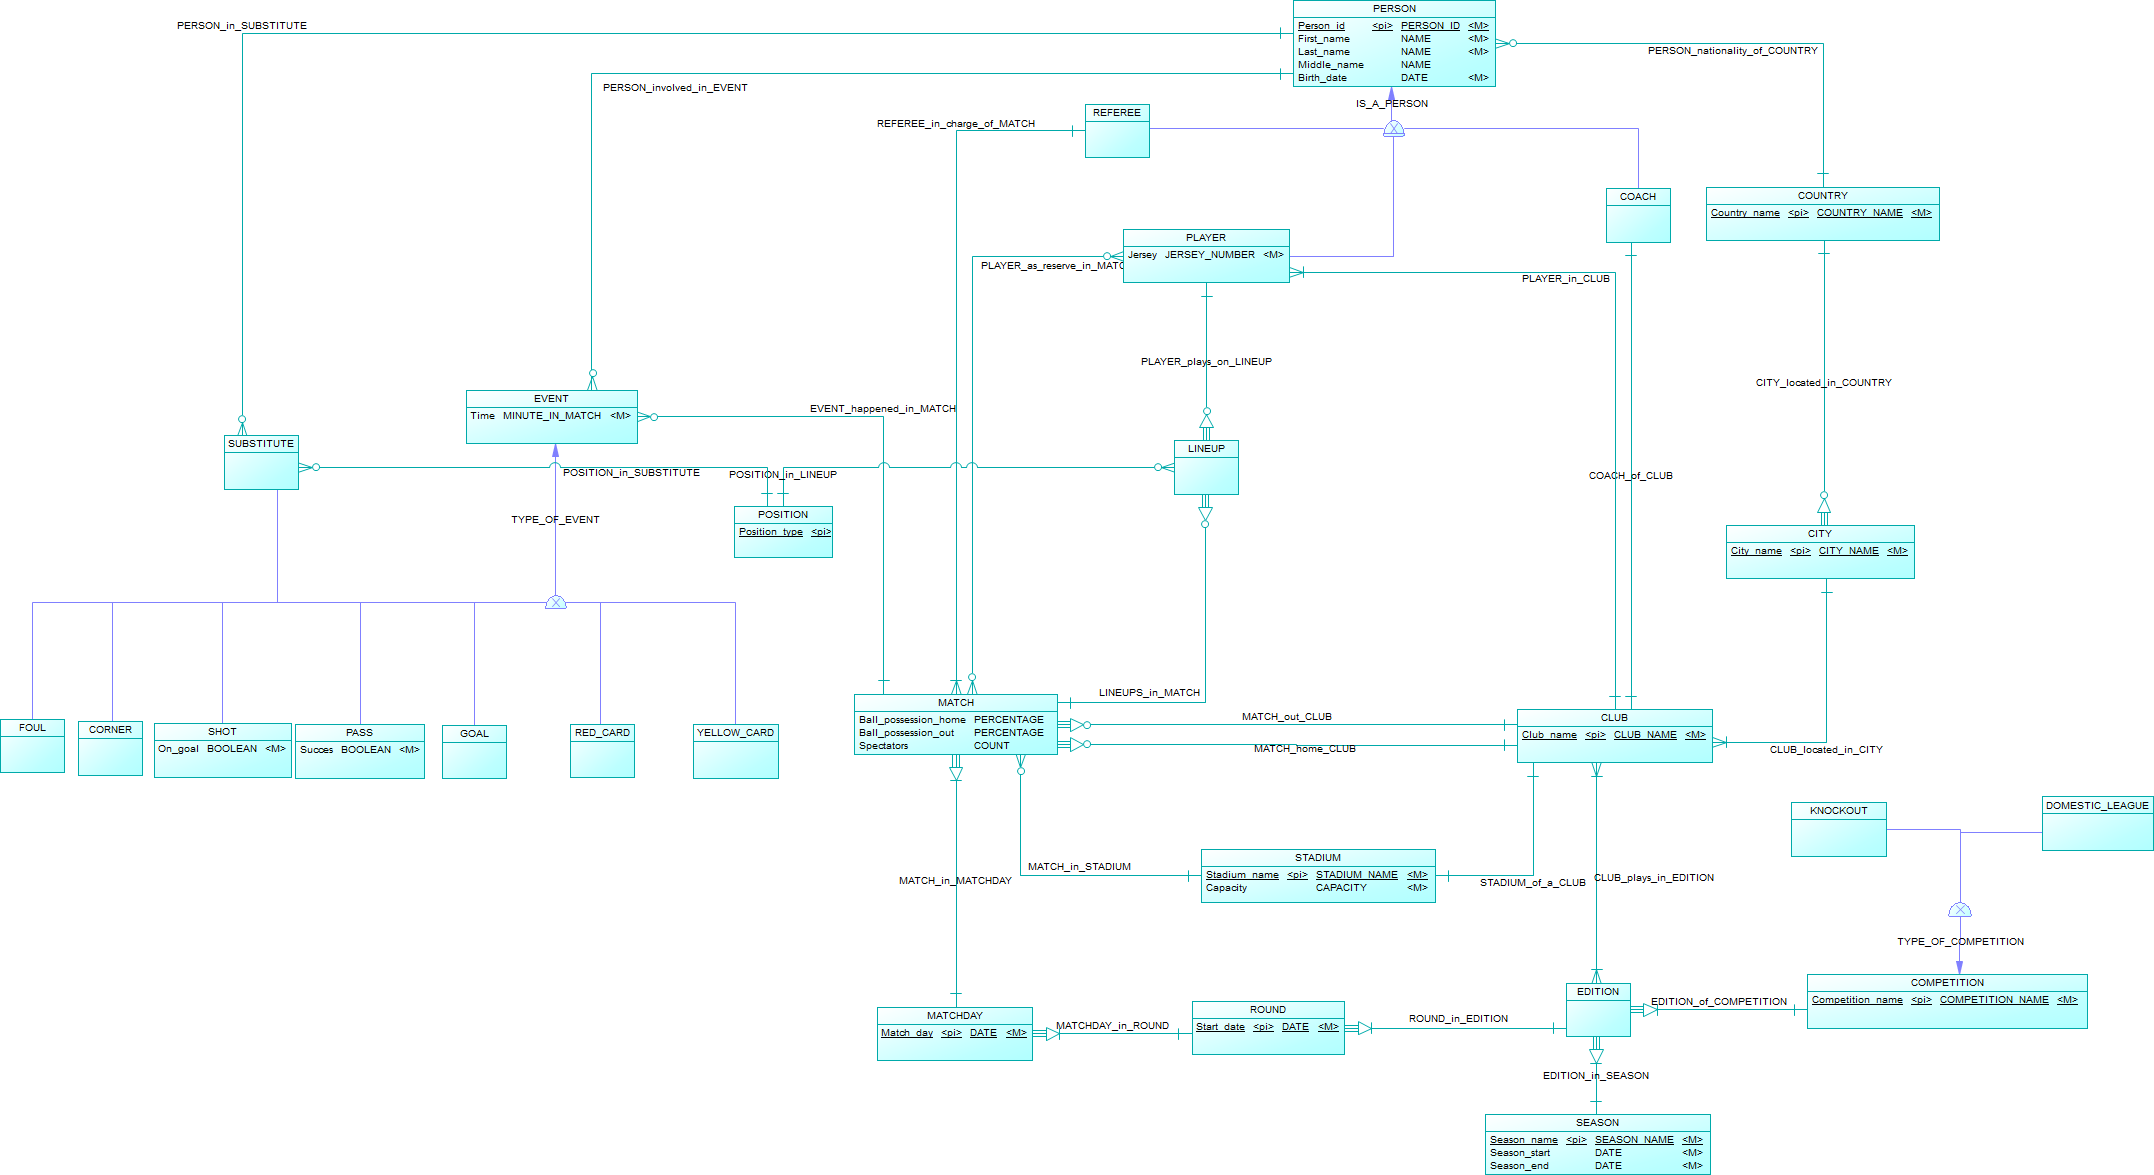 PERSON
Person_id <pi> PERSON_ID <M>
First_name NAME <M>
Last_name NAME <M>
Middle_name NAME
Birth_date DATE <M>
PERSON_in_SUBSTITUTE
PERSON_nationality_of_COUNTRY
PERSON_involved_in_EVENT
IS_A_PERSON
REFEREE
REFEREE_in_charge_of_MATCH
COACH
COUNTRY
Country_name <pi> COUNTRY_NAME <M>
PLAYER
Jersey JERSEY_NUMBER <M>
PLAYER_as_reserve_in_MATC
PLAYER_in_CLUB
PLAYER_plays_on_LINEUP
CITY_located_in_COUNTRY
EVENT
Time MINUTE_IN_MATCH <M>
EVENT_happened_in_MATCH
SUBSTITUTE
LINEUP
POSITION_in_SUBSTITUTE
POSITION_in_LINEUP
COACH_of_CLUB
POSITION
Position_type <pi>
TYPE_OF_EVENT
CITY
City_name <pi> CITY_NAME <M>
LINEUPS_in_MATCH
MATCH
Ball_possession_home PERCENTAGE
Ball_possession_out PERCENTAGE
Spectators COUNT
MATCH_out_CLUB
MATCH_home_CLUB
CLUB
Club_name <pi> CLUB_NAME <M>
CLUB_located_in_CITY
FOUL
CORNER
SHOT
On_goal BOOLEAN <M>
PASS
Succes BOOLEAN <M>
GOAL
RED_CARD
YELLOW_CARD
KNOCKOUT
DOMESTIC_LEAGUE
MATCH_in_STADIUM
STADIUM
Stadium_name <pi> STADIUM_NAME <M>
Capacity CAPACITY <M>
STADIUM_of_a_CLUB
CLUB_plays_in_EDITION
MATCH_in_MATCHDAY
TYPE_OF_COMPETITION
COMPETITION
Competition_name <pi> COMPETITION_NAME <M>
EDITION
EDITION_of_COMPETITION
ROUND
Start_date <pi> DATE <M>
ROUND_in_EDITION
MATCHDAY
Match_day <pi> DATE <M>
MATCHDAY_in_ROUND
EDITION_in_SEASON
SEASON
Season_name <pi> SEASON_NAME <M>
Season_start DATE <M>
Season_end DATE <M>